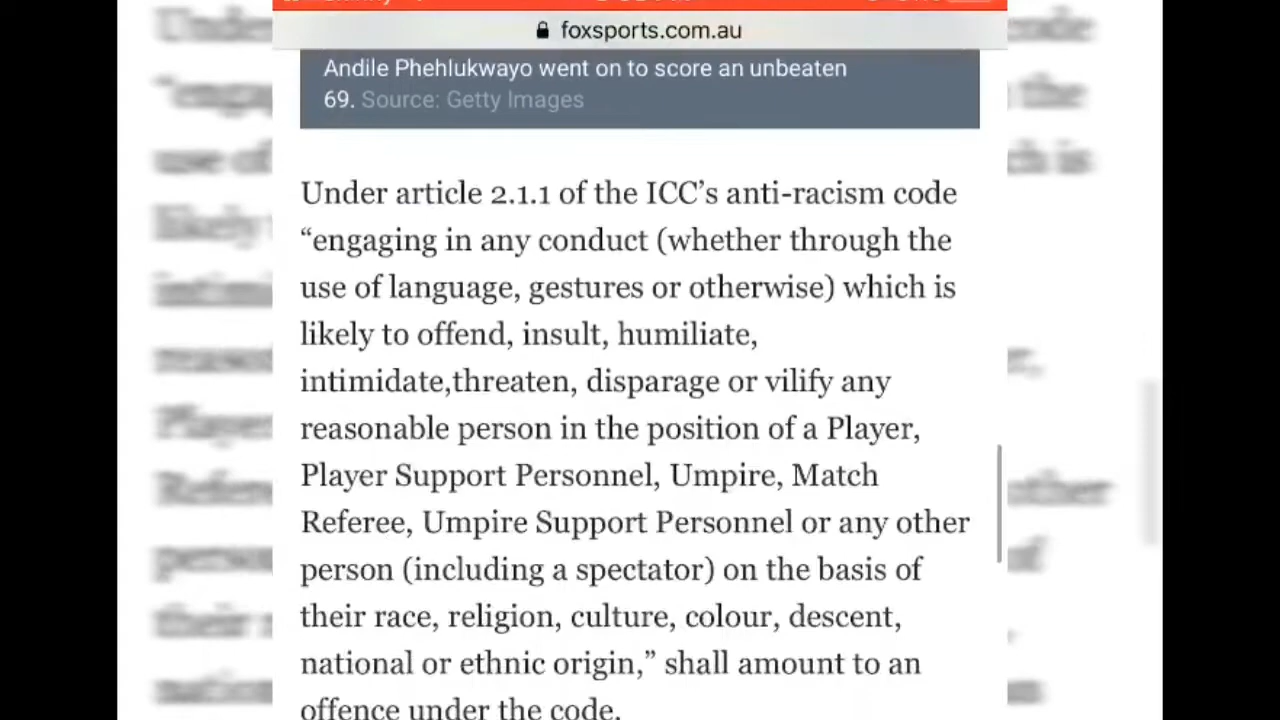 foxsports.com.au
Andile Phehlukwayo went on to score an unbeaten
69. Source: Getty Images
Under article 2.1.1 of the ICC’s anti-racism code
“engaging in any conduct (whether through the
use of language, gestures or otherwise) which is
likely to offend, insult, humiliate,
intimidate,threaten, disparage or vilify any
reasonable person in the position of a Player,
Player Support Personnel, Umpire, Match
Referee, Umpire Support Personnel or any other
person (including a spectator) on the basis of
their race, religion, culture, colour, descent,
national or ethnic origin,” shall amount to an
offence under the code.